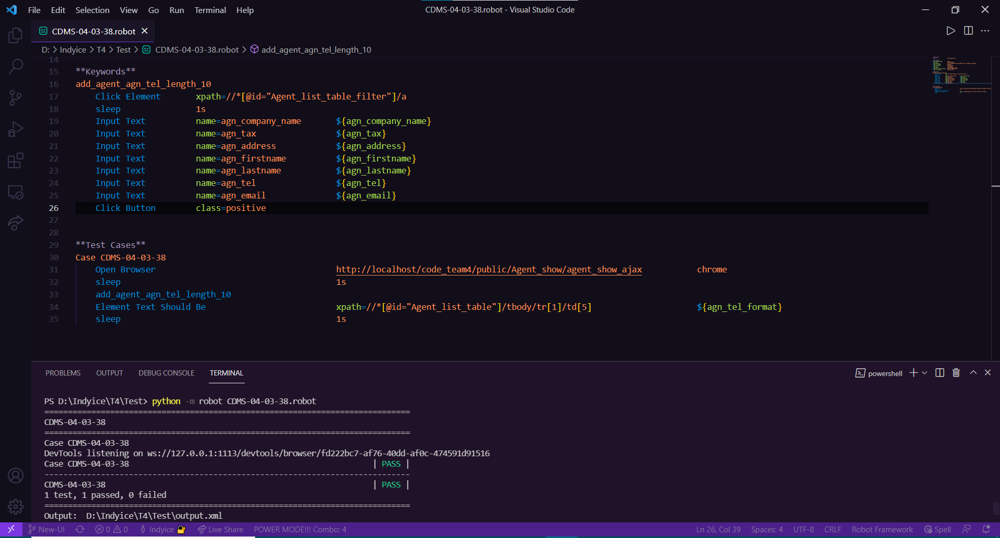 File Edit Selection View Go Run Terminal Help
CDMS-04-03-38.robot - Visual Studio Code
CDMS-04-03-38.robot
D: > Indyice > T4 > Test > CDMS-04-03-38.robot > add_agent_agn_tel_length_10
14
15 **Keywords**
16 add_agent_agn_tel_length_10
17 Click Element xpath=//*[@id="Agent_list_table_filter"]/a
18 sleep 1s
19 Input Text name=agn_company_name ${agn_company_name}
20 Input Text name=agn_tax ${agn_tax}
21 Input Text name=agn_address ${agn_address}
22 Input Text name=agn_firstname ${agn_firstname}
23 Input Text name=agn_lastname ${agn_lastname}
24 Input Text name=agn_tel ${agn_tel}
25 Input Text name=agn_email ${agn_email}
26 Click Button class=positive
27
28
29 **Test Cases**
30 Case CDMS-04-03-38
31 Open Browser http://localhost/code_team4/public/Agent_show/agent_show_ajax chrome
32 sleep 1s
33 add_agent_agn_tel_length_10
34 Element Text Should Be xpath=//*[@id="Agent_list_table"]/tbody/tr[1]/td[5] ${agn_tel_format}
35 sleep 1s
PROBLEMS OUTPUT DEBUG CONSOLE TERMINAL
powershell
PS D:\Indyice\T4\Test> python -m robot CDMS-04-03-38.robot
==============================================================================
CDMS-04-03-38
==============================================================================
Case CDMS-04-03-38
DevTools listening on ws://127.0.0.1:1113/devtools/browser/fd222bc7-af76-40dd-af0c-474591d91516
Case CDMS-04-03-38 | PASS |
------------------------------------------------------------------------------
CDMS-04-03-38 | PASS |
1 test, 1 passed, 0 failed
==============================================================================
Output: D:\Indyice\T4\Test\output.xml
New-UI 0 0 Indyice Live Share POWER MODE!!! Combo: 4 Ln 26, Col 39 Spaces: 4 UTF-8 CRLF Robot Framework Spell